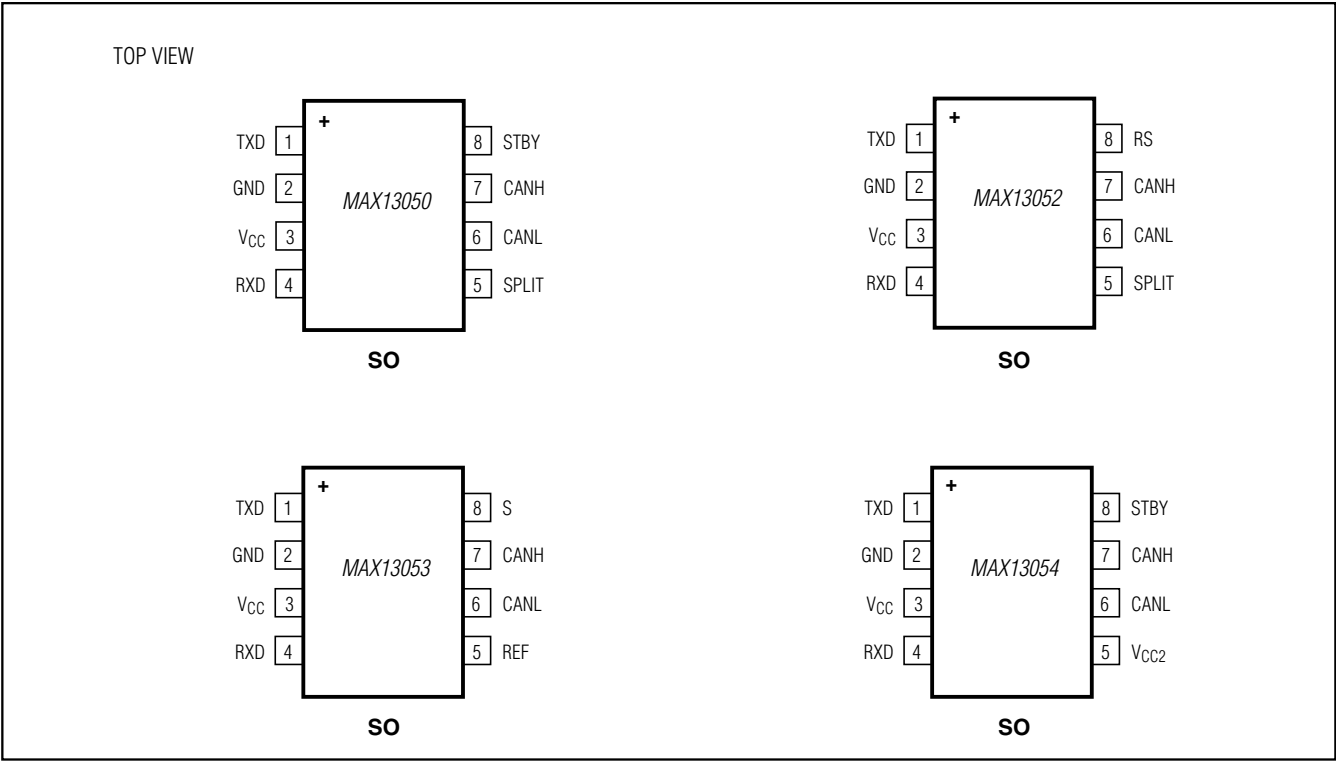 TOP VIEW
+
TXD 1
8 STBY
GND 2
7 CANH
MAX13050
VCC 3
6 CANL
RXD 4
5 SPLIT
SO
+
TXD 1
8 RS
GND 2
7 CANH
MAX13052
VCC 3
6 CANL
RXD 4
5 SPLIT
SO
+
TXD 1
8 S
GND 2
7 CANH
MAX13053
VCC 3
6 CANL
RXD 4
5 REF
SO
+
TXD 1
8 STBY
GND 2
7 CANH
MAX13054
VCC 3
6 CANL
RXD 4
5 VCC2
SO